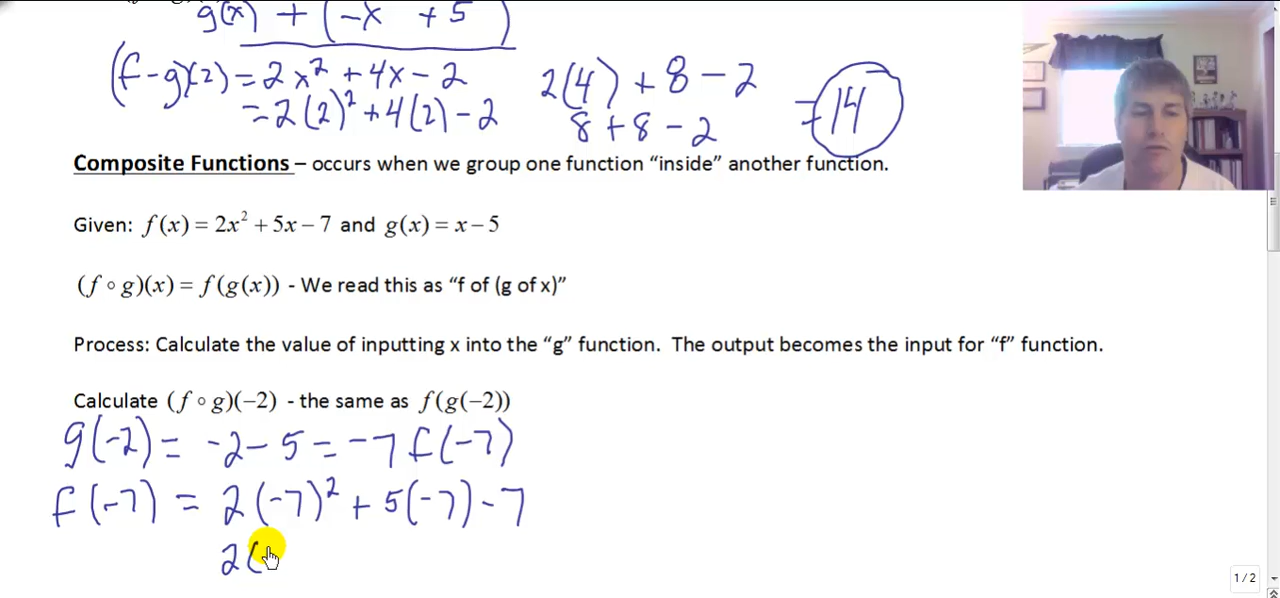 g(x) + (-x + 5)
(f-g)(2) = 2x² + 4x - 2
= 2(2)² + 4(2) - 2
2(4) + 8 - 2
8 + 8 - 2
= 14
Composite Functions – occurs when we group one function “inside” another function.
Given: f(x) = 2x² + 5x − 7 and g(x) = x − 5
(f ∘ g)(x) = f(g(x)) - We read this as “f of (g of x)”
Process: Calculate the value of inputting x into the “g” function. The output becomes the input for “f” function.
Calculate (f ∘ g)(−2) - the same as f(g(−2))
g(-2) = -2 - 5 = -7 f(-7)
f(-7) = 2(-7)² + 5(-7) - 7
2(
1 / 2